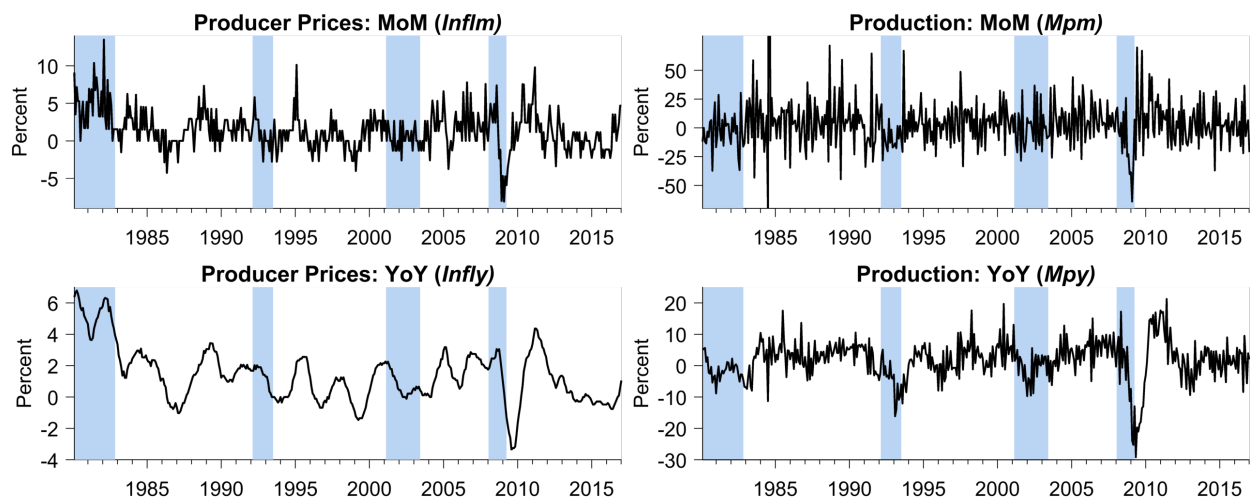 Producer Prices: MoM (Inflm)
Percent
10
5
0
-5
1985 1990 1995 2000 2005 2010 2015
Production: MoM (Mpm)
50
25
0
-25
-50
1985 1990 1995 2000 2005 2010 2015
Producer Prices: YoY (Infly)
Percent
6
4
2
0
-2
-4
1985 1990 1995 2000 2005 2010 2015
Production: YoY (Mpy)
Percent
20
10
0
-10
-20
-30
1985 1990 1995 2000 2005 2010 2015